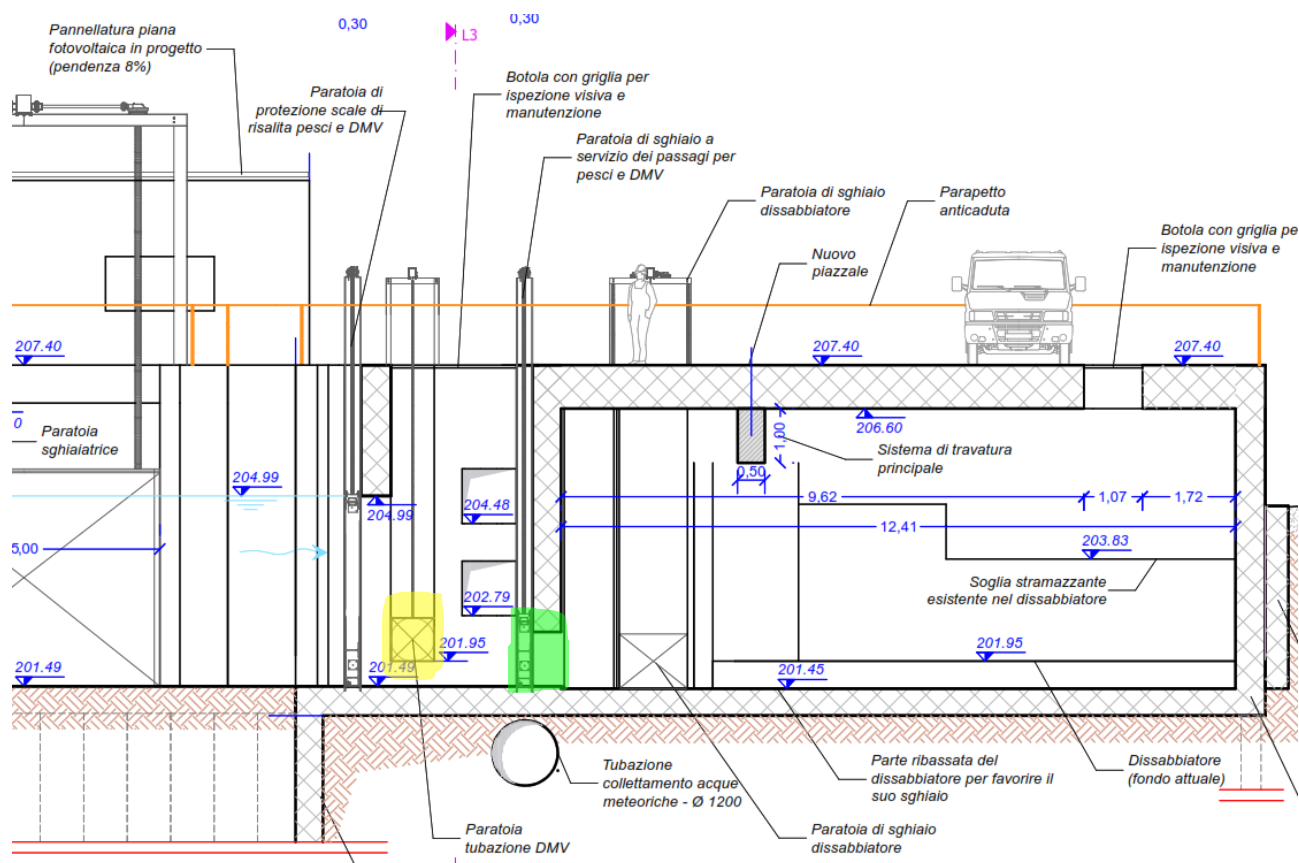 0,30
0,30
L3
Pannellatura piana
fotovoltaica in progetto
(pendenza 8%)
Paratoia di
protezione scale di
risalita pesci e DMV
Botola con griglia per
ispezione visiva e
manutenzione
Paratoia di sghiaio a
servizio dei passagi per
pesci e DMV
Paratoia di sghiaio
dissabbiatore
Parapetto
anticaduta
Botola con griglia pe
ispezione visiva e
manutenzione
Nuovo
piazzale
207.40
207.40
207.40
0
Paratoia
sghiaiatrice
206.60
1,00
Sistema di travatura
principale
0,50
204.99
204.99
204.48
9,62
1,07
1,72
12,41
5,00
203.83
Soglia stramazzante
esistente nel dissabbiatore
202.79
201.95
201.95
201.49
201.49
201.45
Tubazione
collettamento acque
meteoriche - Ø 1200
Parte ribassata del
dissabbiatore per favorire il
suo sghiaio
Dissabbiatore
(fondo attuale)
Paratoia
tubazione DMV
Paratoia di sghiaio
dissabbiatore